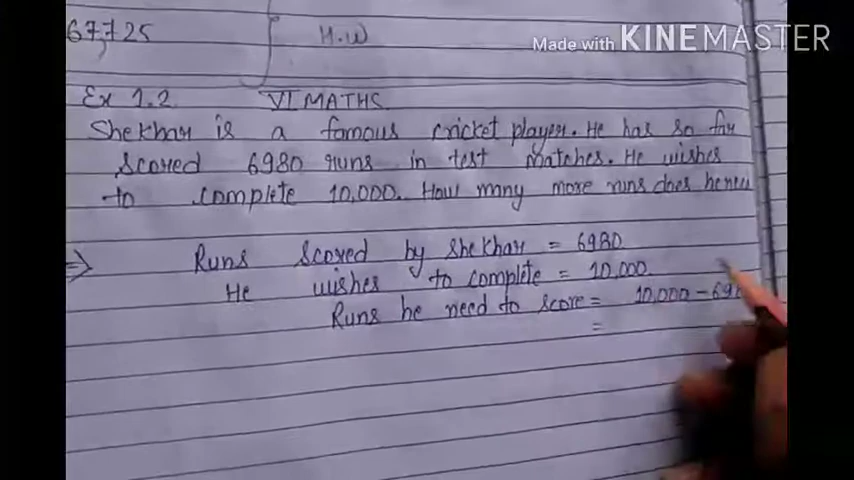 67,725
H.W
Made with KINEMASTER
Ex 1.2 VI MATHS
Shekhar is a famous cricket player. He has so far
scored 6980 runs in test matches. He wishes
to complete 10,000. How many more runs does he need
⇒ Runs scored by Shekhar = 6980
He wishes to complete = 10,000
Runs he need to score = 10,000 - 698
=